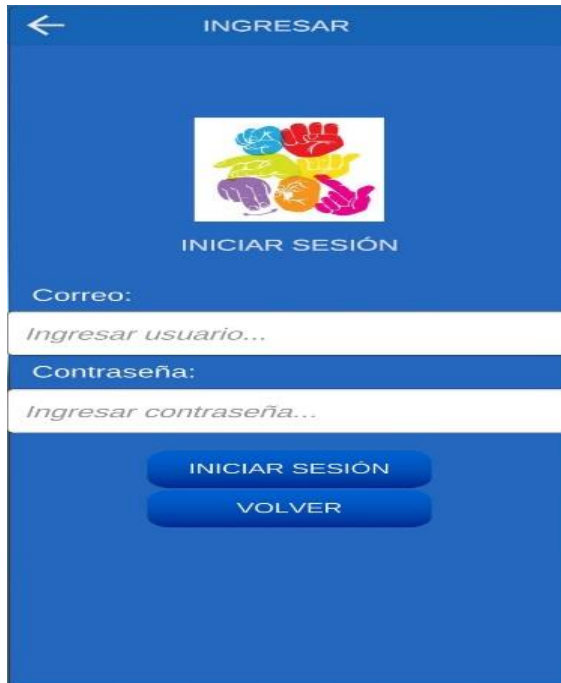 INGRESAR
INICIAR SESIÓN
Correo:
Ingresar usuario...
Contraseña:
Ingresar contraseña...
INICIAR SESIÓN
VOLVER